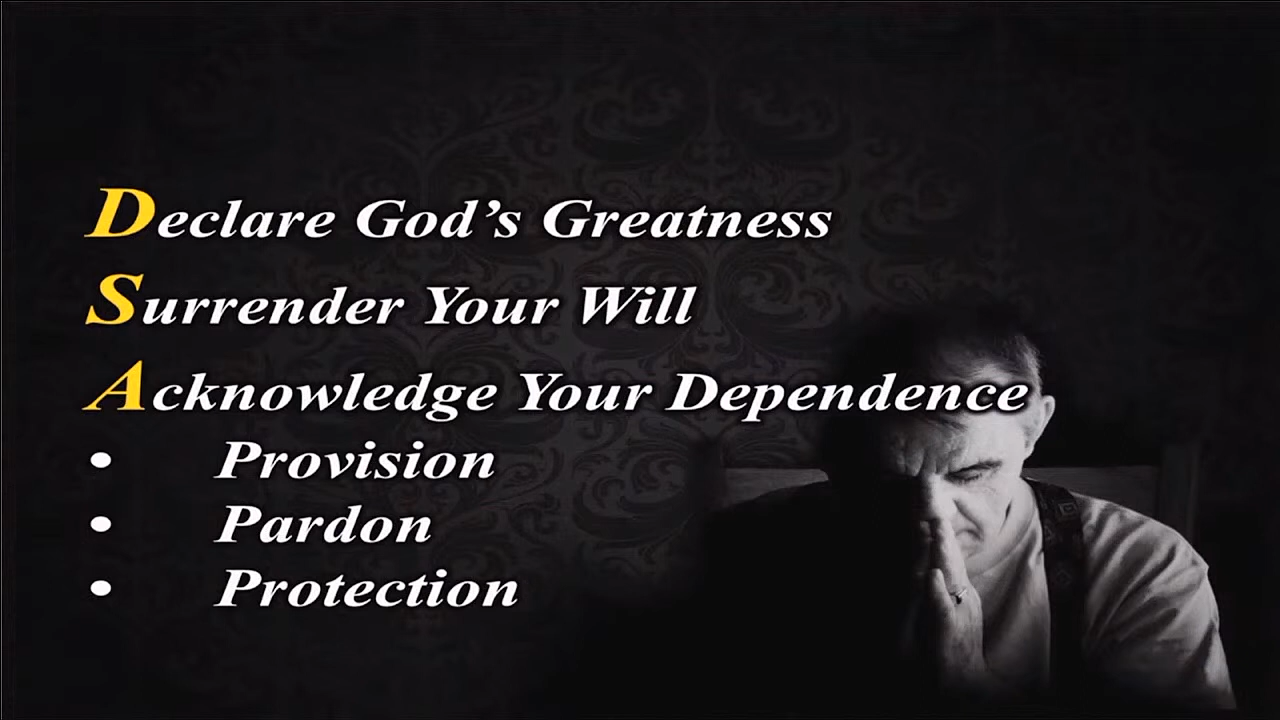 Declare God’s Greatness
Surrender Your Will
Acknowledge Your Dependence
• Provision
• Pardon
• Protection